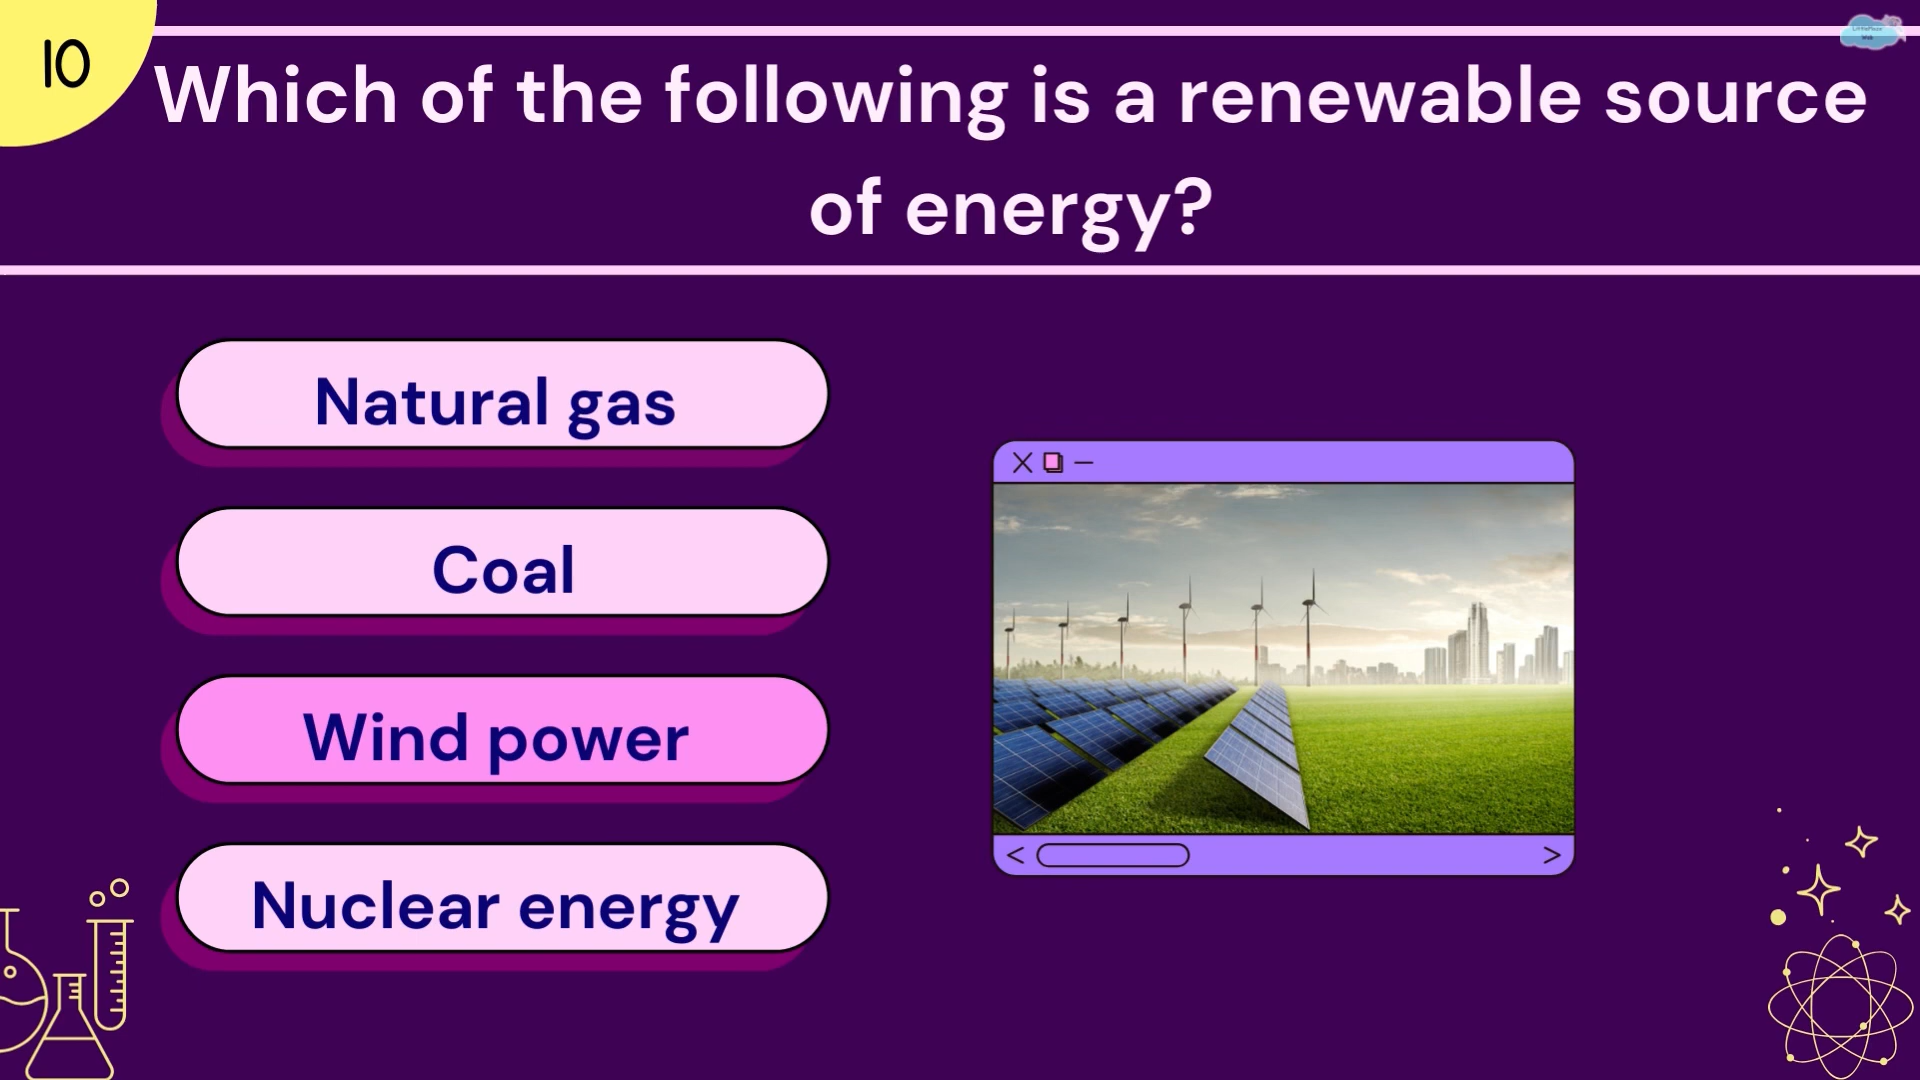 10
Which of the following is a renewable source
of energy?
Natural gas
Coal
Wind power
Nuclear energy